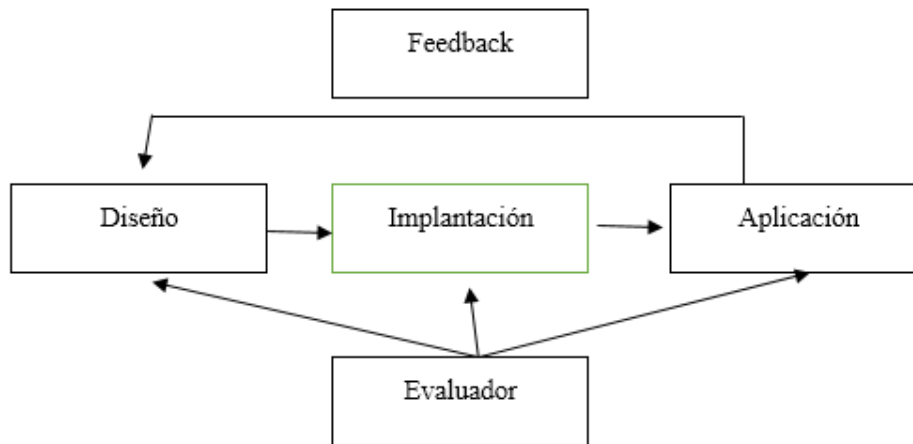 Feedback
Diseño
Implantación
Aplicación
Evaluador